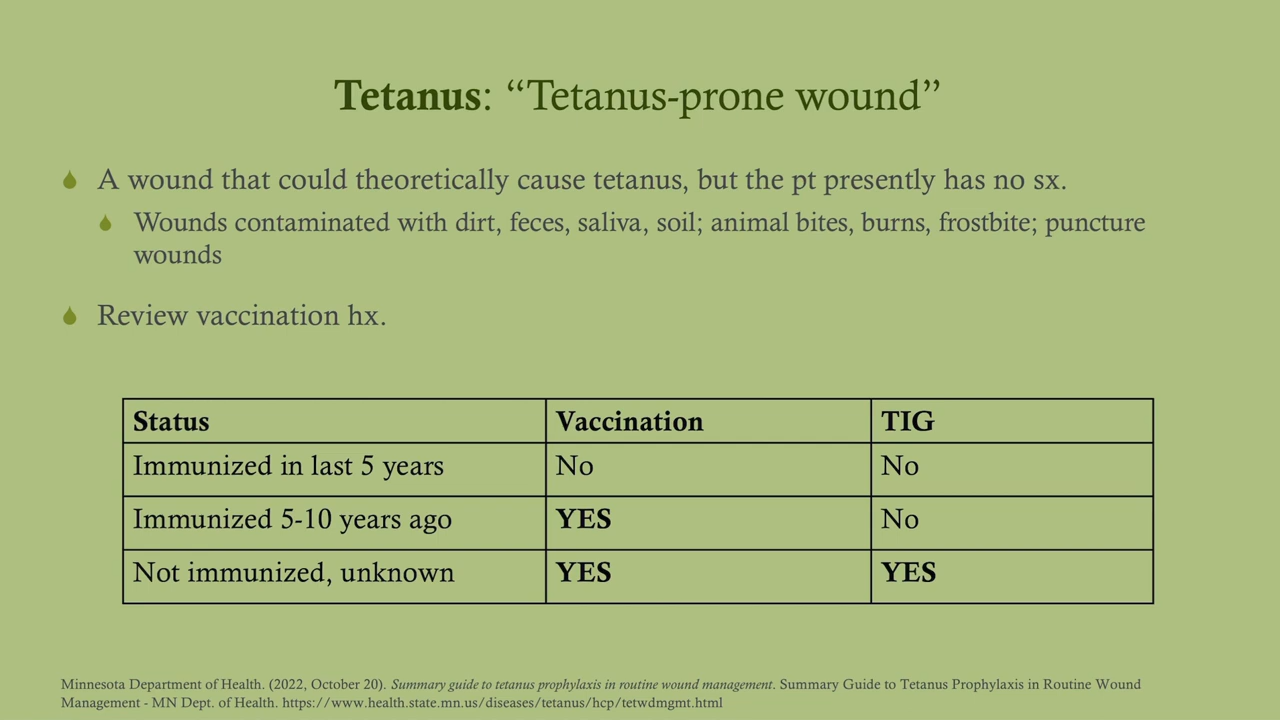 Tetanus: “Tetanus-prone wound”
A wound that could theoretically cause tetanus, but the pt presently has no sx.
Wounds contaminated with dirt, feces, saliva, soil; animal bites, burns, frostbite; puncture
wounds
Review vaccination hx.
Status Vaccination TIG
Immunized in last 5 years No No
Immunized 5-10 years ago YES No
Not immunized, unknown YES YES
Minnesota Department of Health. (2022, October 20). Summary guide to tetanus prophylaxis in routine wound management. Summary Guide to Tetanus Prophylaxis in Routine Wound
Management - MN Dept. of Health. https://www.health.state.mn.us/diseases/tetanus/hcp/tetwdmgmt.html